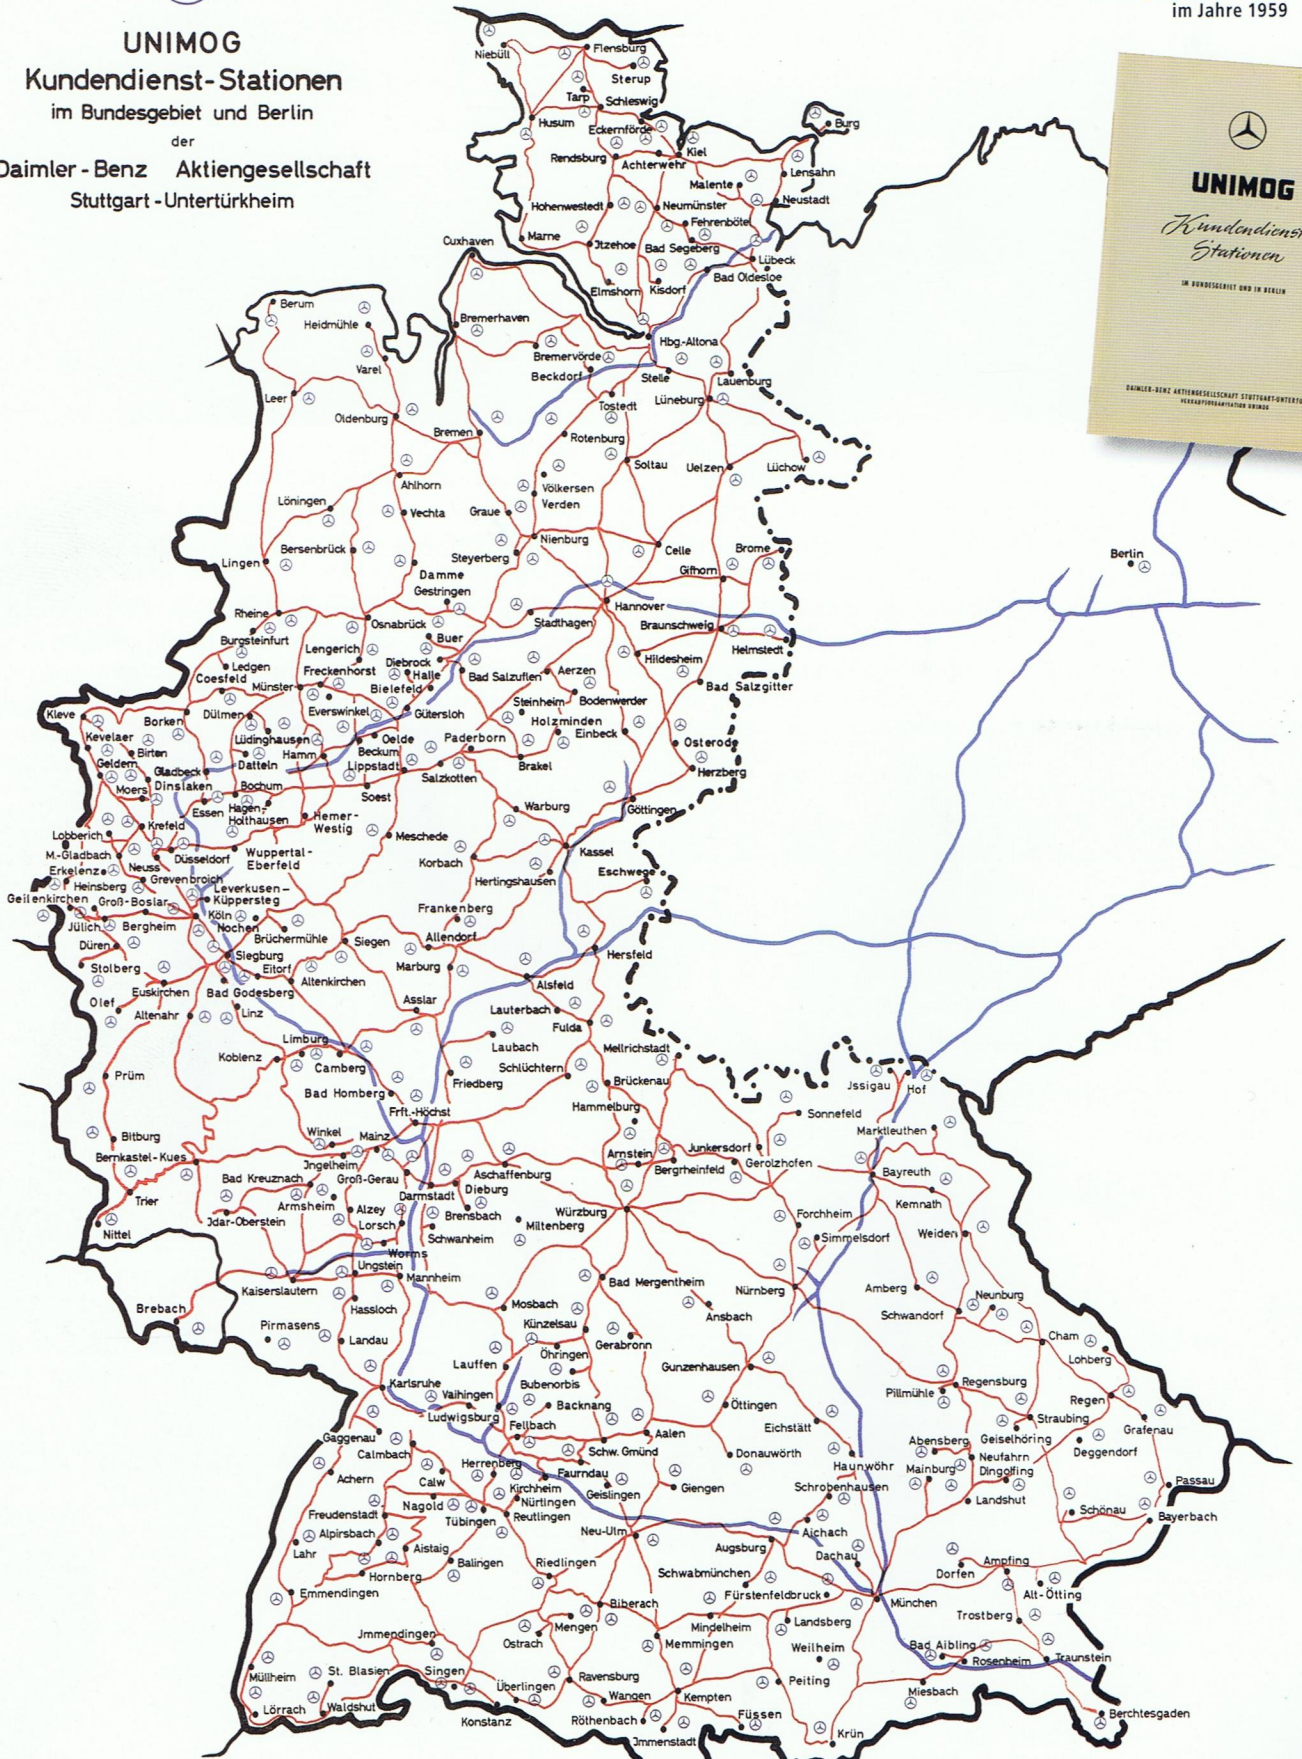 im Jahre 1959
UNIMOG
Kundendienst-Stationen
im Bundesgebiet und Berlin
der
Daimler-Benz Aktiengesellschaft
Stuttgart-Untertürkheim
UNIMOG
Kundendienst
Stationen
IM BUNDESGEBIET UND IN BERLIN
Niebüll
Flensburg
Sterup
Tarp
Schleswig
Husum
Eckernförde
Burg
Rendsburg
Achterwehr
Kiel
Lensahn
Malente
Hohenwestedt
Neumünster
Neustadt
Fehrenbötel
Marne
Jtzehoe
Bad Segeberg
Cuxhaven
Lübeck
Bad Oldesloe
Elmshorn
Kisdorf
Berum
Heidmühle
Bremerhaven
Hbg.-Altona
Bremervörde
Varel
Beckdorf
Stelle
Lauenburg
Leer
Tostedt
Lüneburg
Oldenburg
Bremen
Rotenburg
Soltau
Uelzen
Lüchow
Ahlhorn
Völkersen
Löningen
Vechta
Graue
Verden
Nienburg
Bersenbrück
Steyerberg
Celle
Brome
Berlin
Lingen
Damme
Gifhorn
Gestringen
Rheine
Hannover
Osnabrück
Stadthagen
Braunschweig
Burgsteinfurt
Buer
Lengerich
Helmstedt
Ledgen
Diebrock
Hildesheim
Freckenhorst
Halle
Bad Salzuflen
Aerzen
Coesfeld
Münster
Bielefeld
Bad Salzgitter
Steinheim
Bodenwerder
Kleve
Borken
Dülmen
Everswinkel
Gütersloh
Holzminden
Kevelaer
Lüdinghausen
Oelde
Paderborn
Einbeck
Osterode
Birten
Hamm
Beckum
Geldern
Gladbeck
Datteln
Lippstadt
Brakel
Salzkotten
Herzberg
Moers
Dinslaken
Bochum
Soest
Essen
Hagen-
Holthausen
Hemer-
Westig
Warburg
Göttingen
Krefeld
Lobberich
Meschede
M.-Gladbach
Düsseldorf
Wuppertal-
Eberfeld
Korbach
Kassel
Erkelenz
Neuss
Eschwege
Heinsberg
Grevenbroich
Hertingshausen
Geilenkirchen
Groß-Boslar
Leverkusen-
Küppersteg
Köln
Frankenberg
Jülich
Bergheim
Nochen
Brüchermühle
Siegen
Allendorf
Düren
Siegburg
Hersfeld
Stolberg
Eitorf
Marburg
Euskirchen
Bad Godesberg
Altenkirchen
Alsfeld
Olef
Asslar
Altenahr
Linz
Lauterbach
Fulda
Limburg
Laubach
Mellrichstadt
Koblenz
Camberg
Schlüchtern
Prüm
Friedberg
Brückenau
Jssigau
Hof
Bad Homberg
Hammelburg
Sonnefeld
Frft.-Höchst
Marktleuthen
Bitburg
Winkel
Mainz
Bernkastel-Kues
Jngelheim
Arnstein
Junkersdorf
Bergrheinfeld
Gerolzhofen
Bayreuth
Bad Kreuznach
Groß-Gerau
Aschaffenburg
Trier
Armsheim
Darmstadt
Dieburg
Kemnath
Jdar-Oberstein
Alzey
Brensbach
Würzburg
Forchheim
Nittel
Lorsch
Schwanheim
Miltenberg
Simmelsdorf
Weiden
Worms
Ungstein
Kaiserslautern
Mannheim
Bad Mergentheim
Nürnberg
Amberg
Neunburg
Brebach
Hassloch
Mosbach
Ansbach
Schwandorf
Pirmasens
Landau
Künzelsau
Gerabronn
Cham
Öhringen
Lohberg
Lauffen
Gunzenhausen
Karlsruhe
Bubenorbis
Regensburg
Vaihingen
Pillmühle
Ludwigsburg
Backnang
Öttingen
Regen
Eichstätt
Straubing
Grafenau
Fellbach
Aalen
Gaggenau
Schw. Gmünd
Abensberg
Geiselhöring
Calmbach
Donauwörth
Deggendorf
Achern
Herrenberg
Haunwöhr
Neufahrn
Faurndau
Mainburg
Dingolfing
Calw
Kirchheim
Geislingen
Giengen
Schrobenhausen
Passau
Nagold
Nürtingen
Landshut
Schönau
Freudenstadt
Tübingen
Reutlingen
Bayerbach
Neu-Ulm
Aichach
Alpirsbach
Aistaig
Augsburg
Lahr
Balingen
Riedlingen
Dachau
Ampfing
Hornberg
Schwabmünchen
Dorfen
Emmendingen
Fürstenfeldbruck
Alt-Ötting
Biberach
München
Mengen
Mindelheim
Landsberg
Trostberg
Jmmendingen
Ostrach
Memmingen
Weilheim
Bad Aibling
Rosenheim
Traunstein
Müllheim
St. Blasien
Singen
Überlingen
Ravensburg
Peiting
Miesbach
Lörrach
Waldshut
Konstanz
Wangen
Kempten
Röthenbach
Füssen
Berchtesgaden
Jmmenstadt
Krün